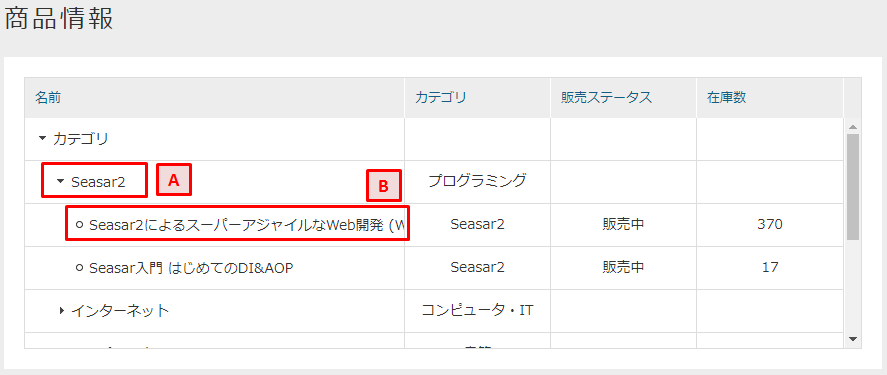 商品情報
名前 カテゴリ 販売ステータス 在庫数
カテゴリ
Seasar2 A プログラミング
B
Seasar2によるスーパーアジャイルなWeb開発 (W Seasar2 販売中 370
Seasar入門 はじめてのDI&AOP Seasar2 販売中 17
インターネット コンピュータ・IT